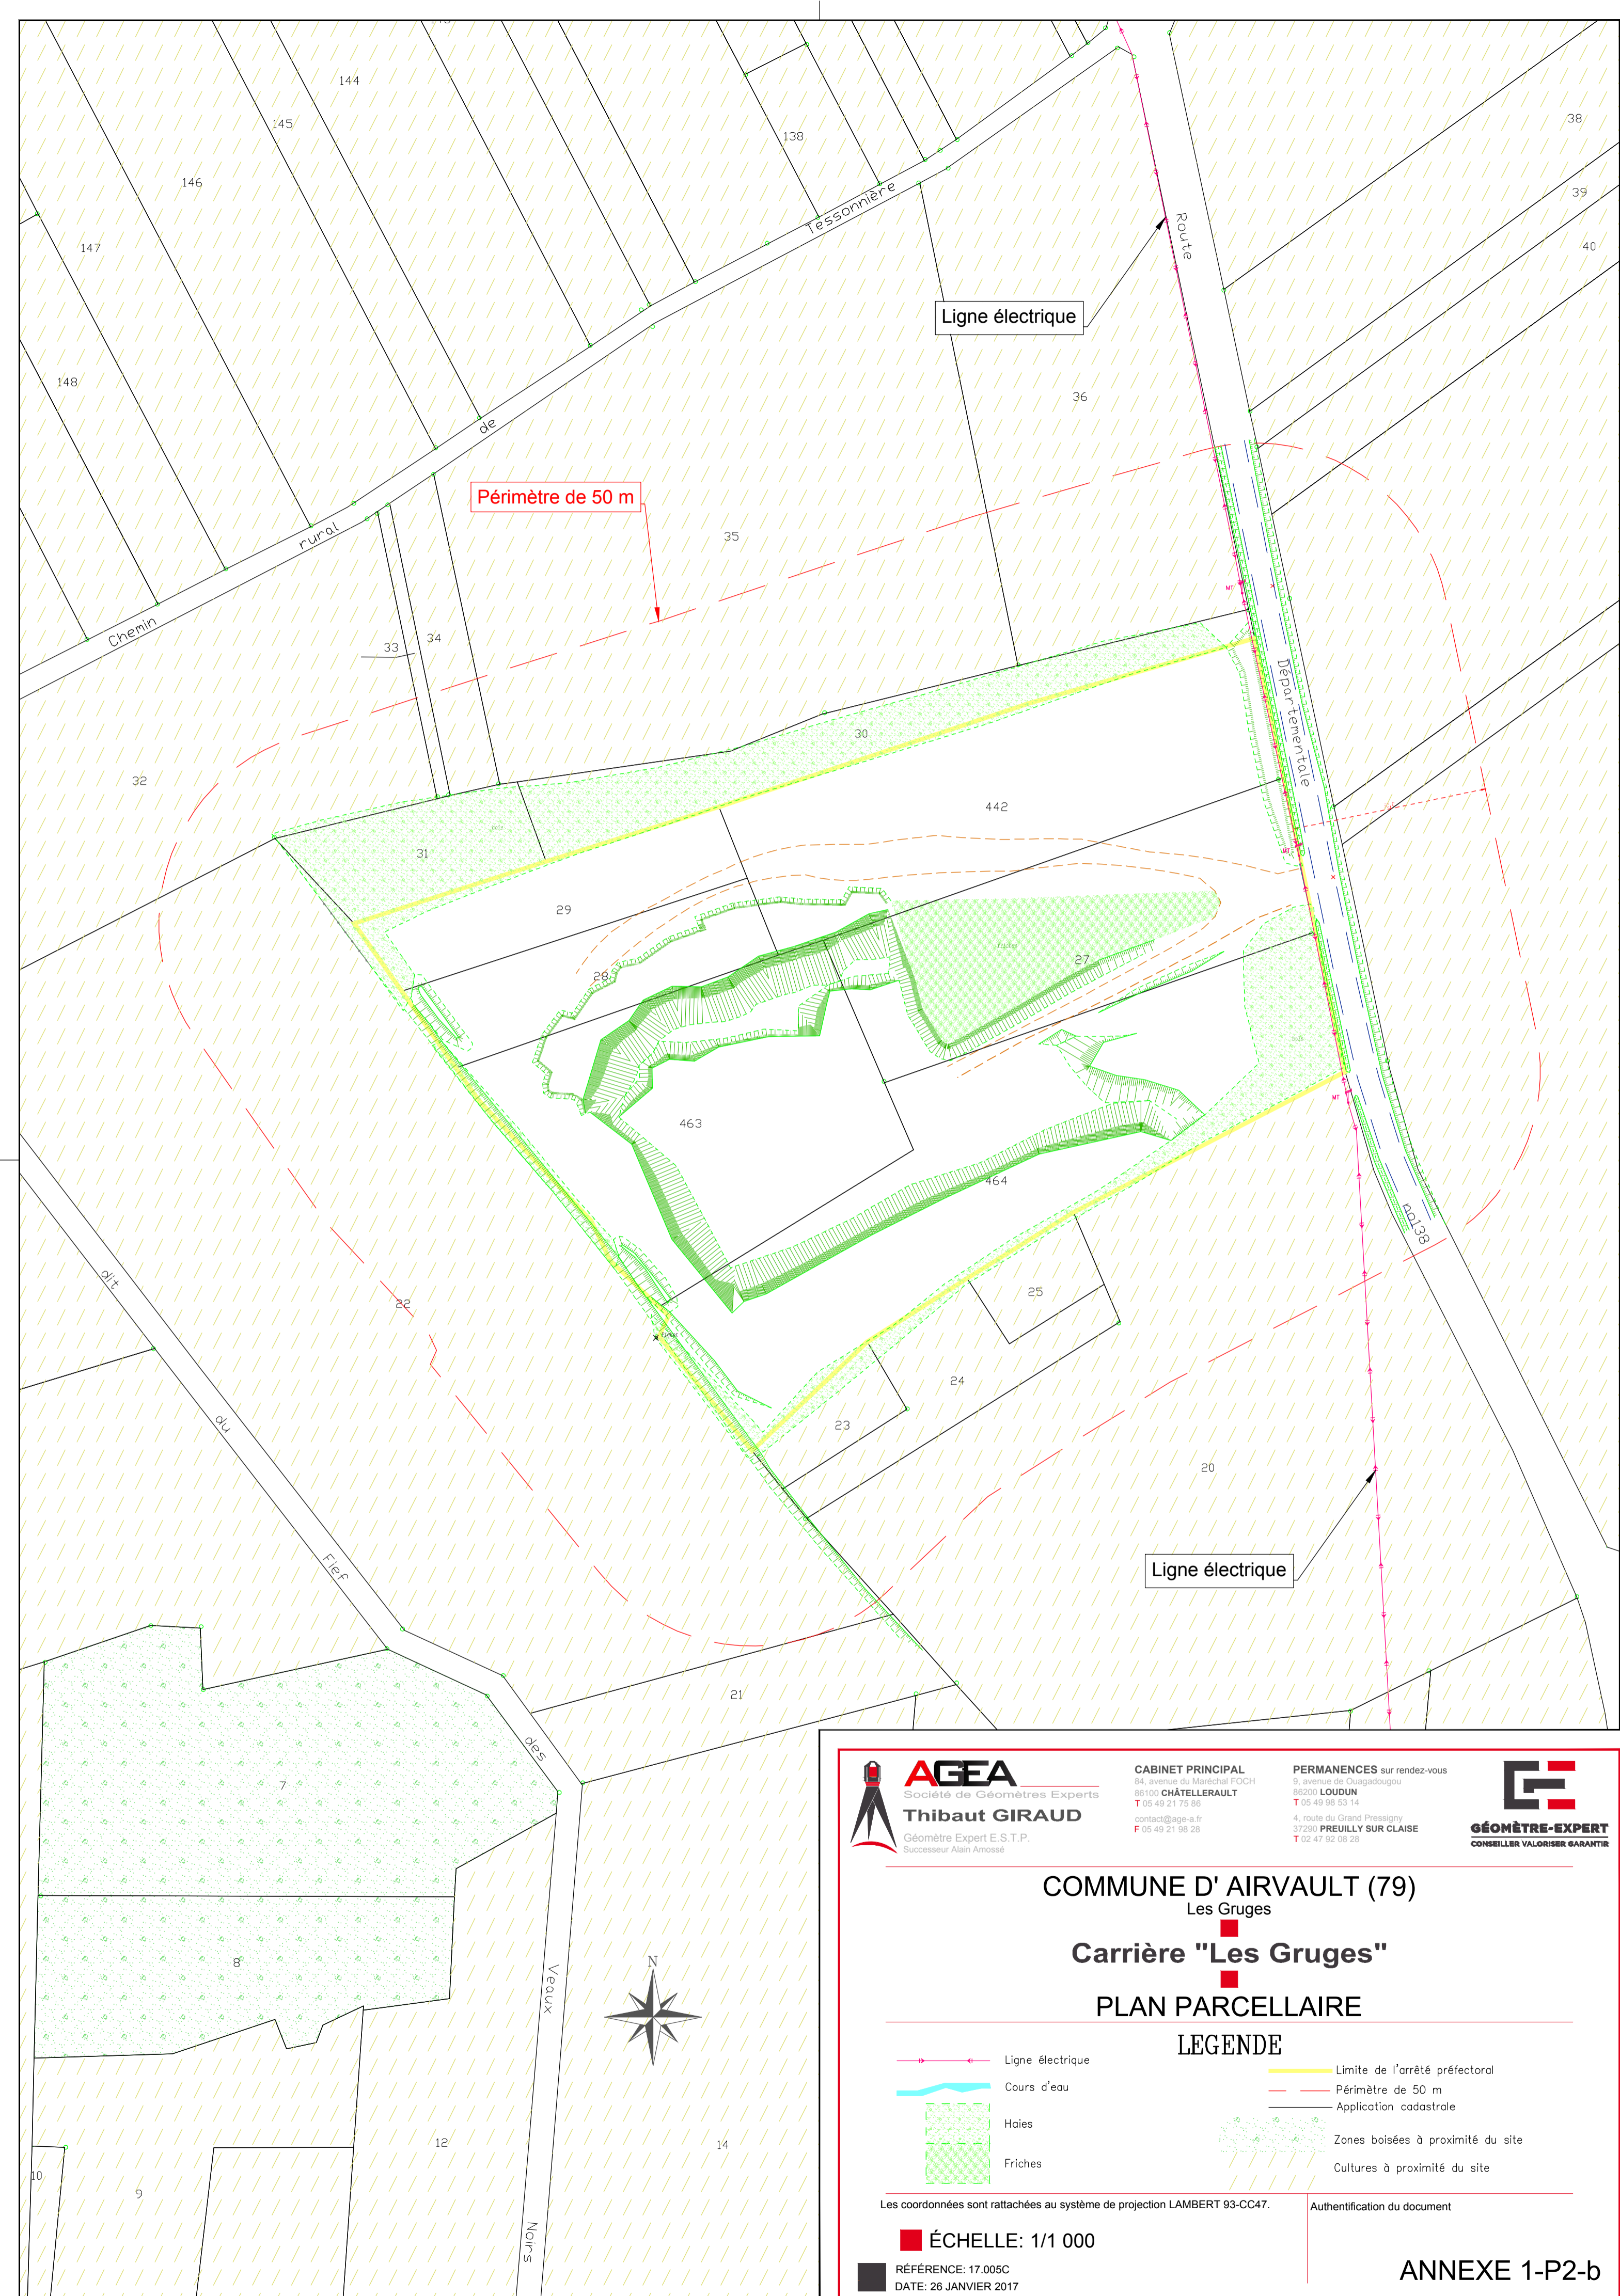 144
145
146
147
148
138
38
39
40
Tessonnière
de
rural
Chemin
Route
Ligne électrique
36
Périmètre de 50 m
35
MT
33
34
32
Départementale
30
442
31
MT
29
28
27
463
MT
464
no138
22
25
24
23
20
dit
du
Fief
des
Veaux
Noirs
Ligne électrique
21
7
8
N
12
14
10
9
AGEA
Société de Géomètres Experts
Thibaut GIRAUD
Géomètre Expert E.S.T.P.
Successeur Alain Amossé
CABINET PRINCIPAL
84, avenue du Maréchal FOCH
86100 CHÂTELLERAULT
T 05 49 21 75 86
contact@age-a.fr
F 05 49 21 98 28
PERMANENCES sur rendez-vous
9, avenue de Ouagadougou
86200 LOUDUN
T 05 49 98 53 14
4, route du Grand Pressigny
37290 PREUILLY SUR CLAISE
T 02 47 92 08 28
GÉOMÈTRE-EXPERT
CONSEILLER VALORISER GARANTIR
COMMUNE D' AIRVAULT (79)
Les Gruges
Carrière "Les Gruges"
PLAN PARCELLAIRE
LEGENDE
Ligne électrique
Cours d'eau
Haies
Friches
Limite de l'arrêté préfectoral
Périmètre de 50 m
Application cadastrale
Zones boisées à proximité du site
Cultures à proximité du site
Les coordonnées sont rattachées au système de projection LAMBERT 93-CC47.
Authentification du document
ÉCHELLE: 1/1 000
RÉFÉRENCE: 17.005C
DATE: 26 JANVIER 2017
ANNEXE 1-P2-b